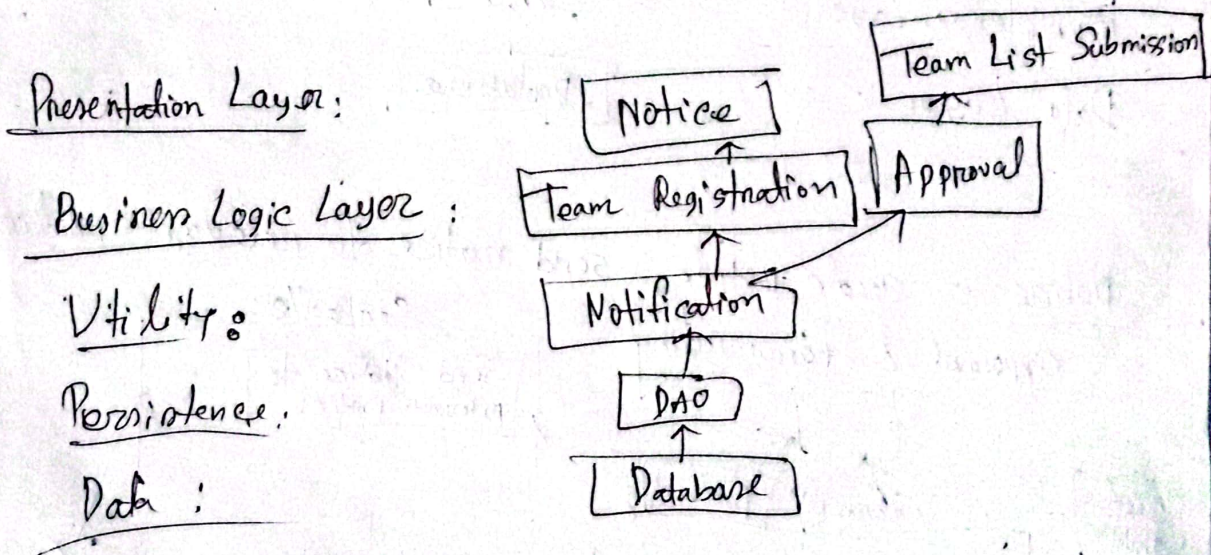 Team List Submission
Presentation Layer:
Notice
Approval
Business Logic Layer :
Team Registration
Utility:
Notification
Persistence.
DAO
Data :
Database